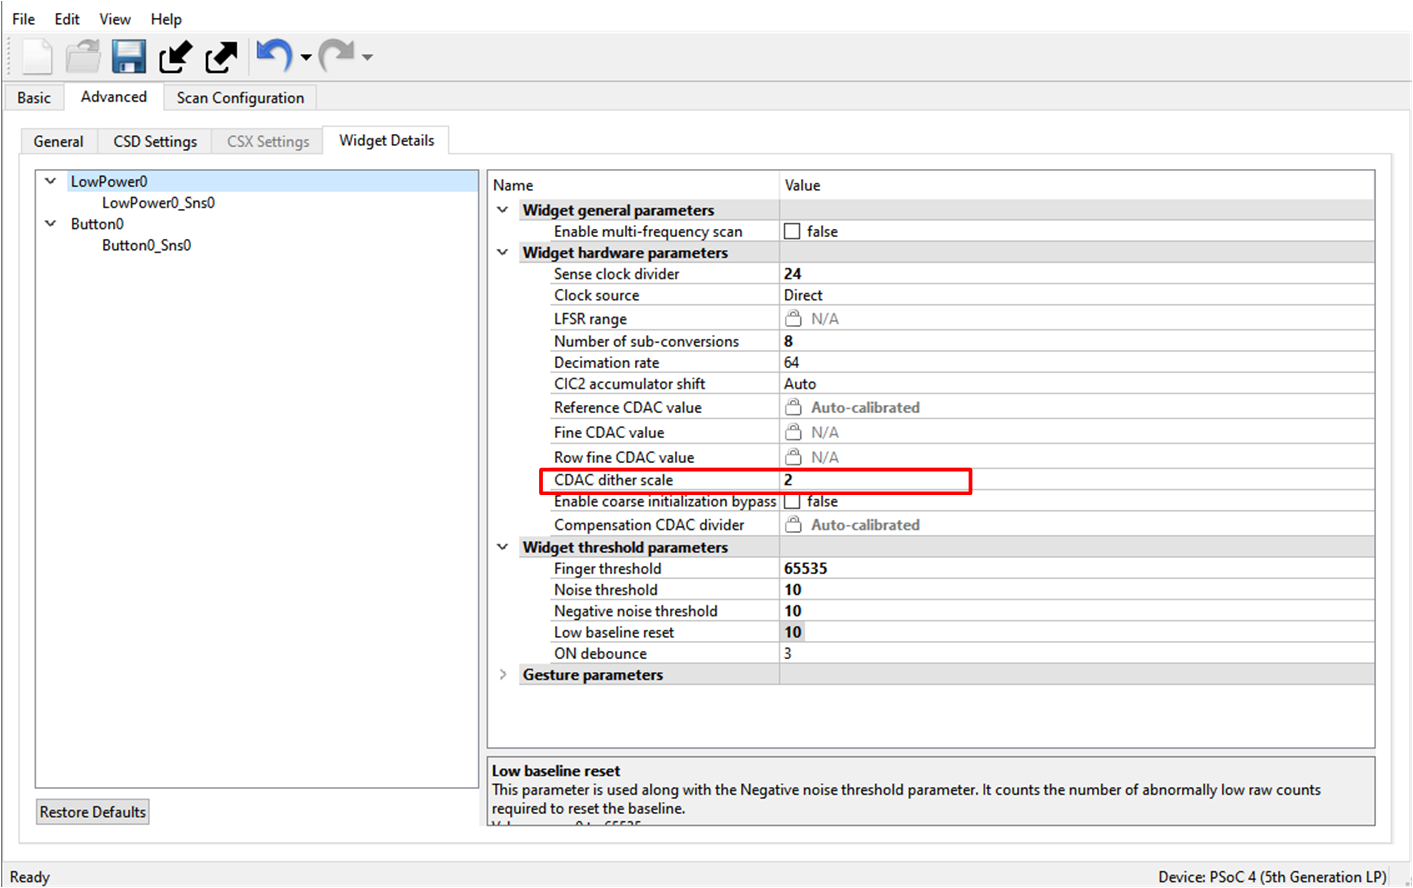 File Edit View Help
Basic Advanced Scan Configuration
General CSD Settings CSX Settings Widget Details
LowPower0
LowPower0_Sns0
Button0
Button0_Sns0
Restore Defaults
Name Value
Widget general parameters
Enable multi-frequency scan false
Widget hardware parameters
Sense clock divider 24
Clock source Direct
LFSR range N/A
Number of sub-conversions 8
Decimation rate 64
CIC2 accumulator shift Auto
Reference CDAC value Auto-calibrated
Fine CDAC value N/A
Row fine CDAC value N/A
CDAC dither scale 2
Enable coarse initialization bypass false
Compensation CDAC divider Auto-calibrated
Widget threshold parameters
Finger threshold 65535
Noise threshold 10
Negative noise threshold 10
Low baseline reset 10
ON debounce 3
Gesture parameters
Low baseline reset
This parameter is used along with the Negative noise threshold parameter. It counts the number of abnormally low raw counts
required to reset the baseline.
Ready Device: PSoC 4 (5th Generation LP)